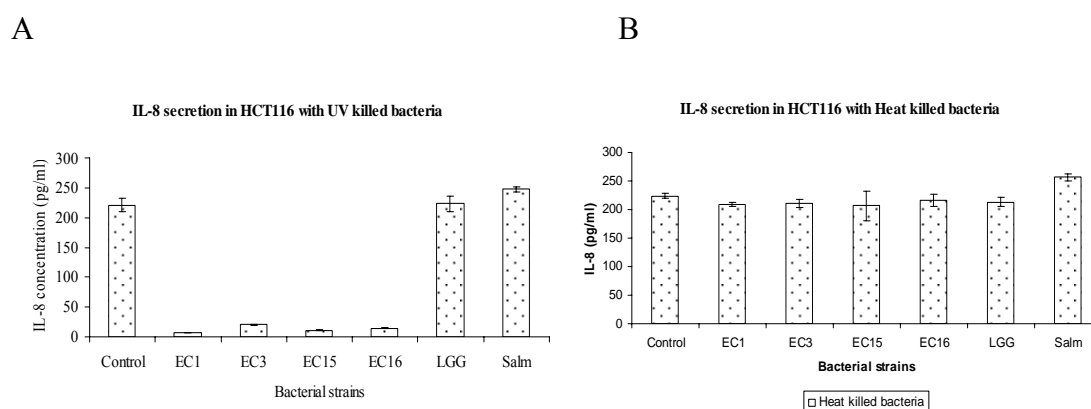 A
B
IL-8 secretion in HCT116 with UV killed bacteria
IL-8 concentration (pg/ml)
300
250
200
150
100
50
0
Control EC1 EC3 EC15 EC16 LGG Salm
Bacterial strains
IL-8 secretion in HCT116 with Heat killed bacteria
IL-8 (pg/ml)
300
250
200
150
100
50
0
Control EC1 EC3 EC15 EC16 LGG Salm
Bacterial strains
Heat killed bacteria